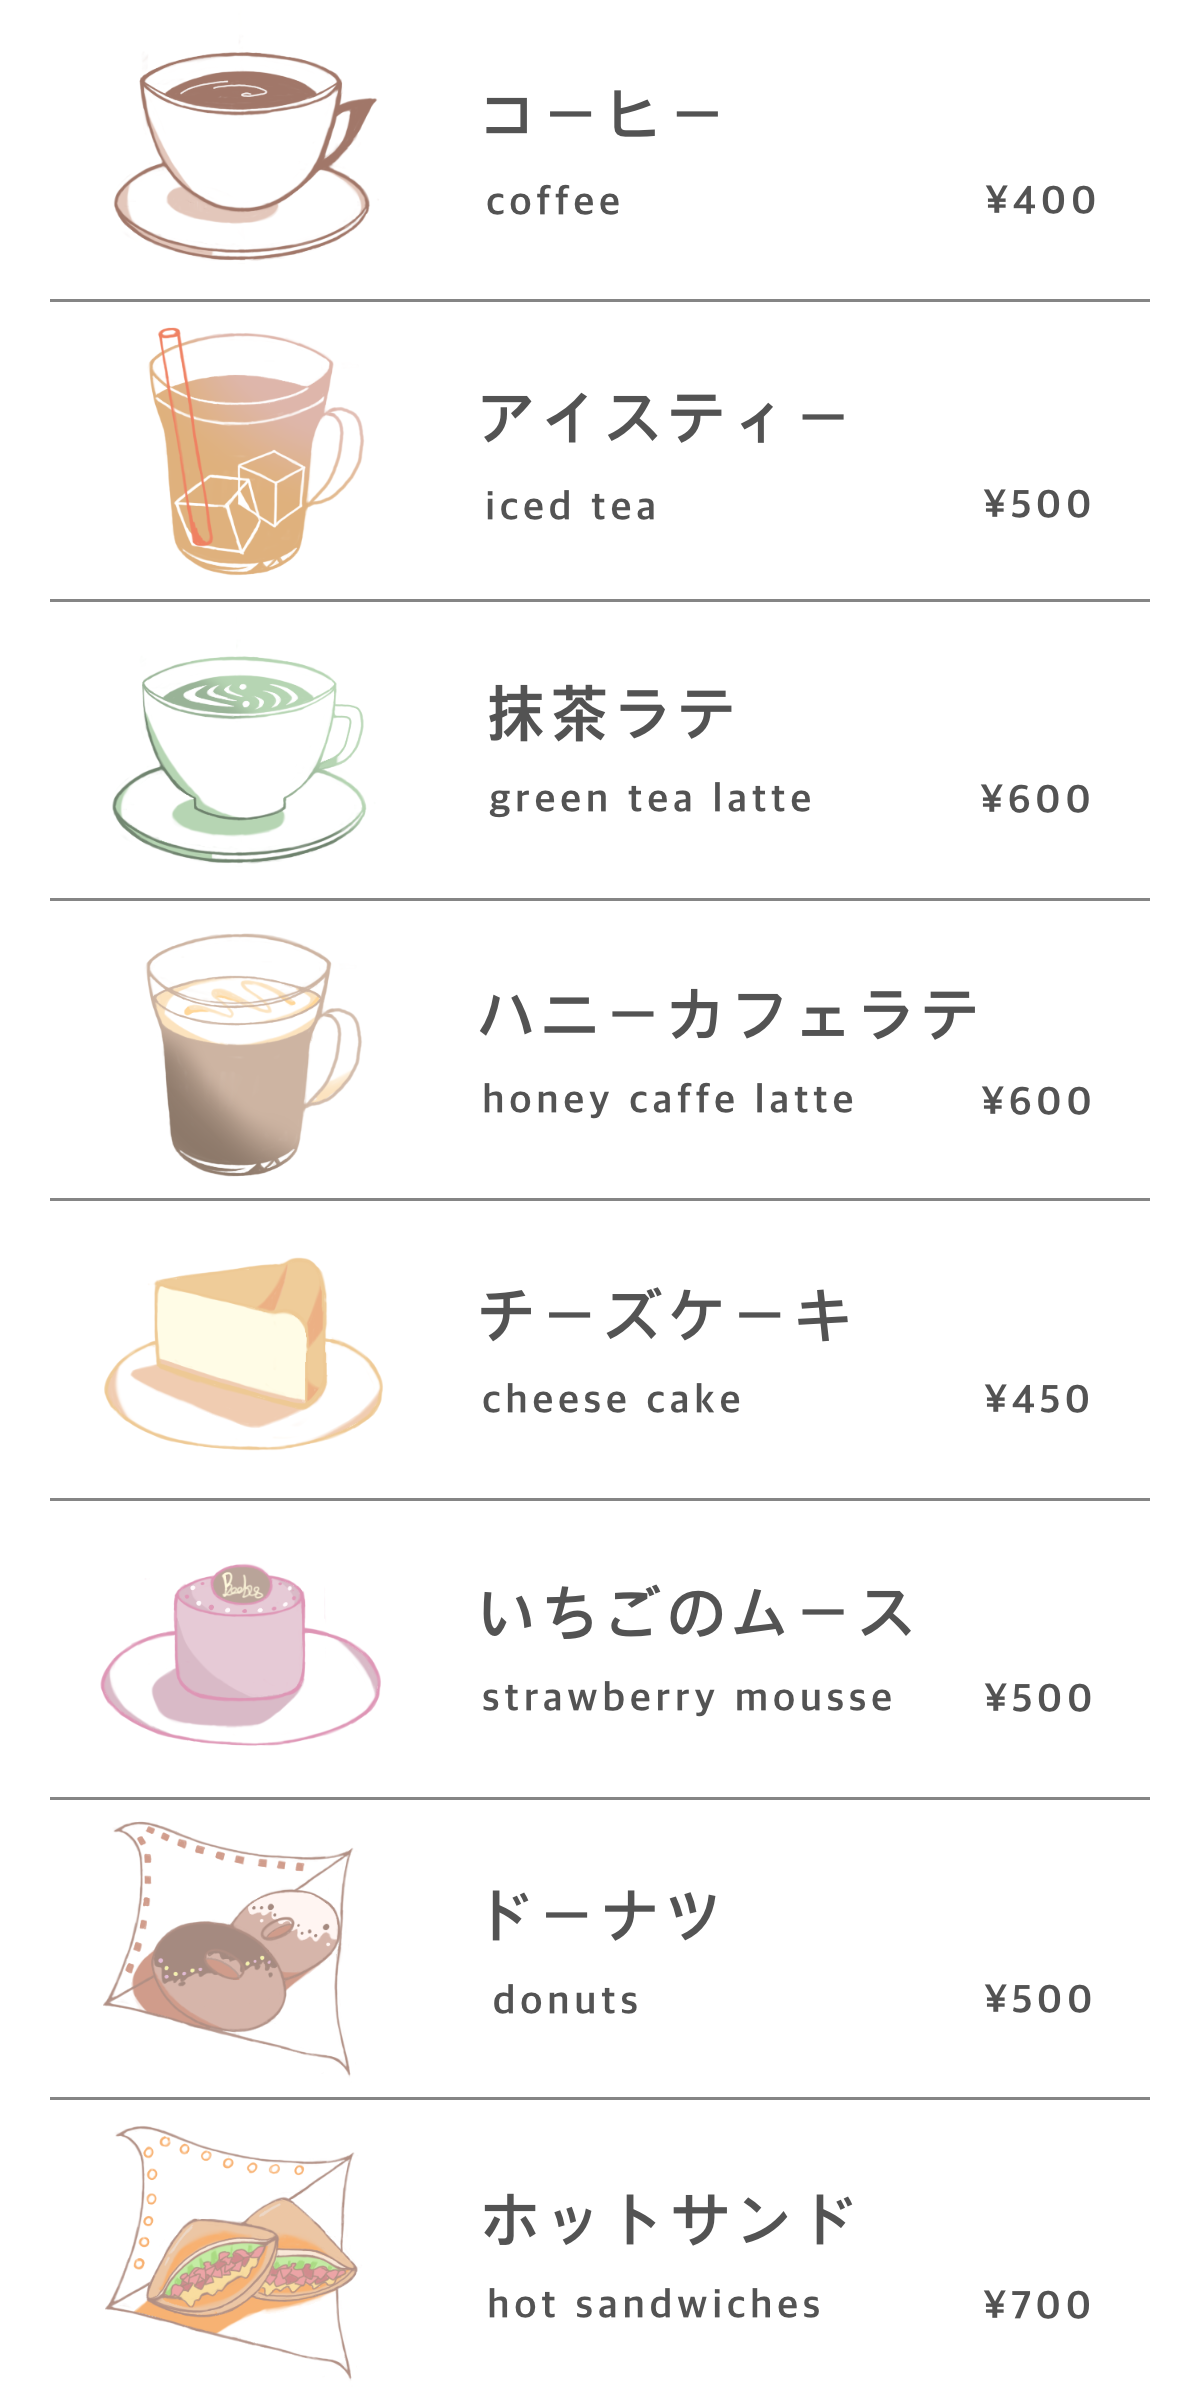 コーヒー
coffee ¥400
アイスティー
iced tea ¥500
抹茶ラテ
green tea latte ¥600
ハニーカフェラテ
honey caffe latte ¥600
チーズケーキ
cheese cake ¥450
いちごのムース
strawberry mousse ¥500
ドーナツ
donuts ¥500
ホットサンド
hot sandwiches ¥700